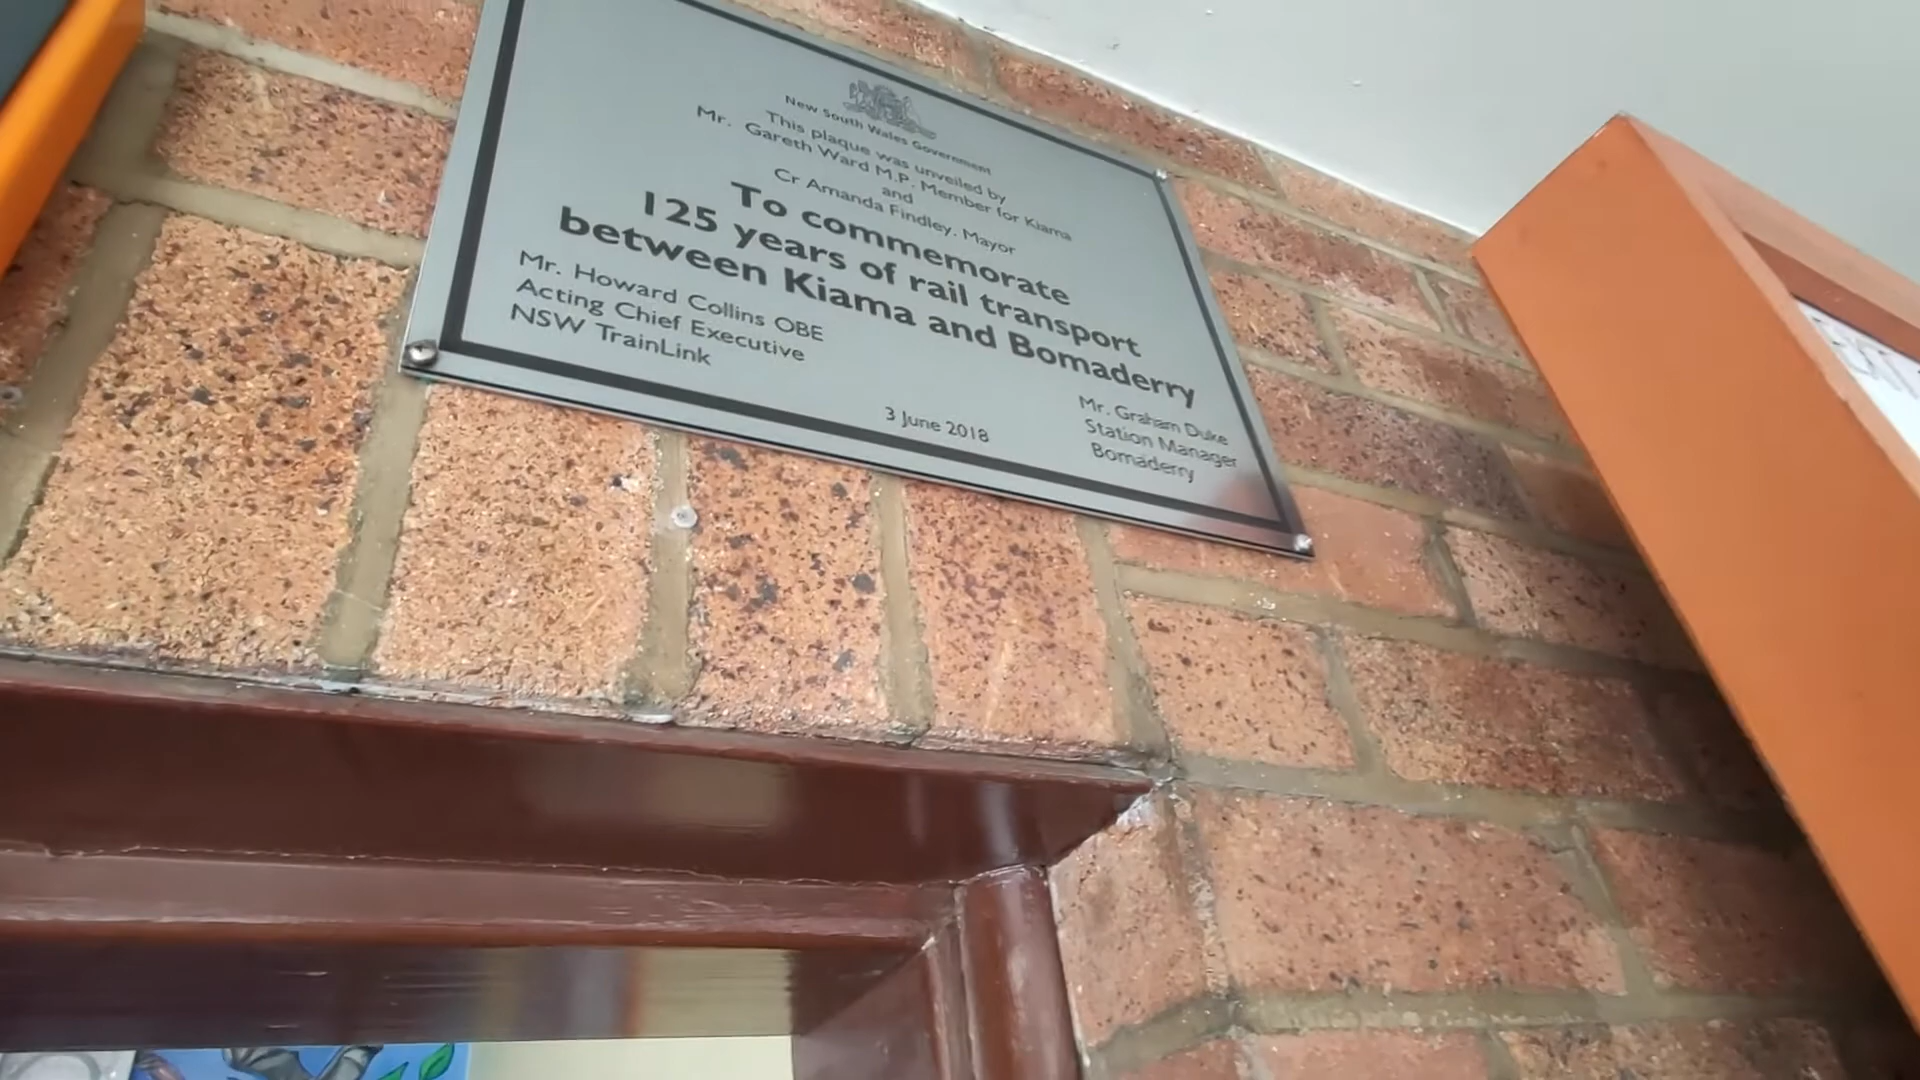 New South Wales Government
This plaque was unveiled by
Mr. Gareth Ward M.P. Member for Kiama
and
Cr Amanda Findley. Mayor
To commemorate
125 years of rail transport
between Kiama and Bomaderry
Mr. Howard Collins OBE
Acting Chief Executive
NSW TrainLink
3 June 2018
Mr. Graham Duke
Station Manager
Bomaderry